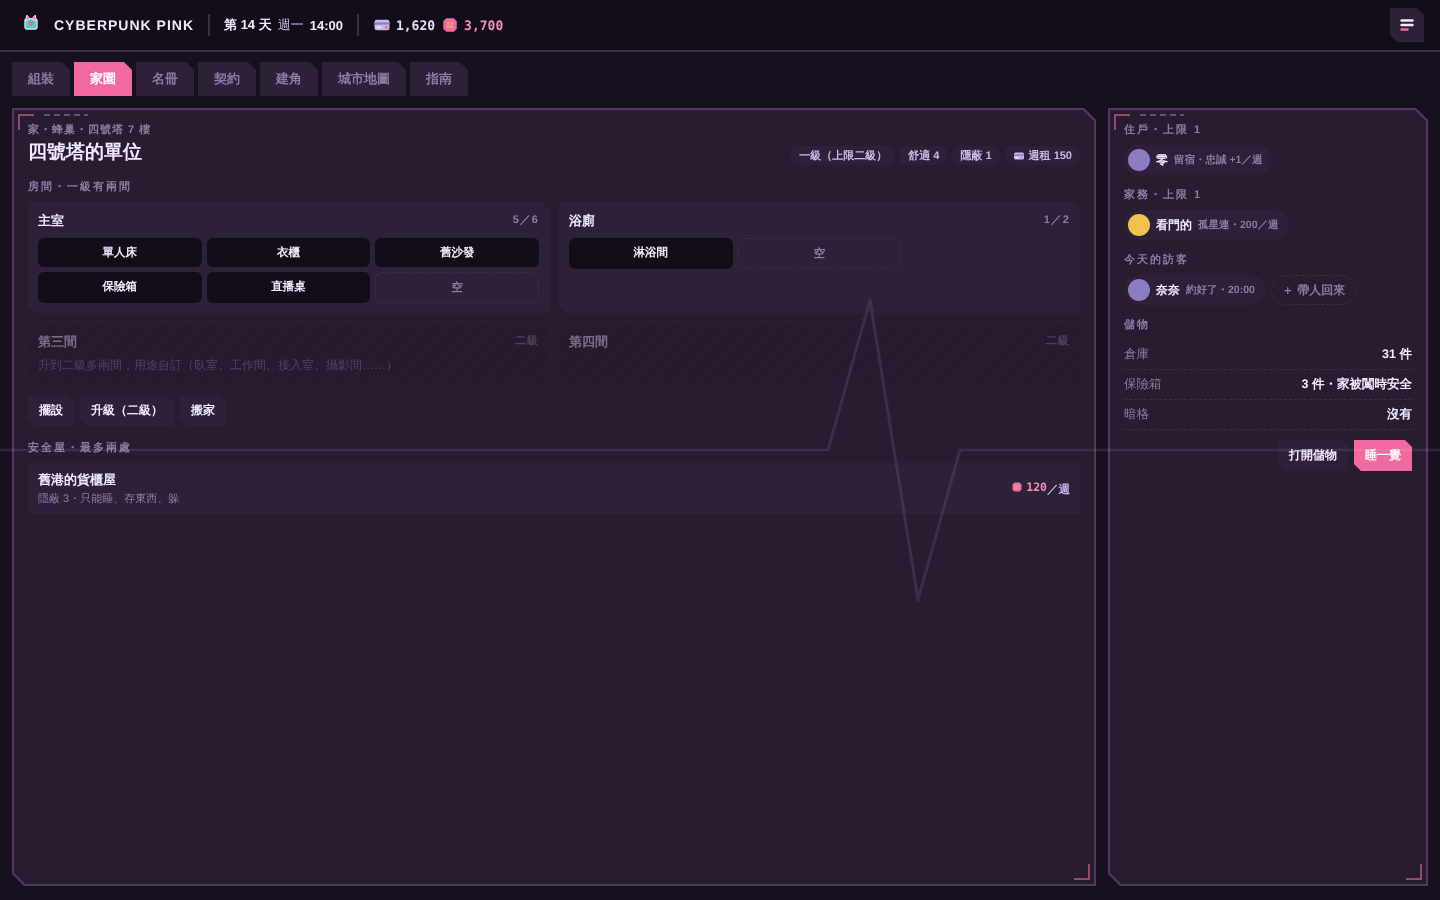 CYBERPUNK PINK 第 14 天 週一 14:00 1,620 3,700
組裝 家園 名冊 契約 建角 城市地圖 指南
家・蜂巢・四號塔 7 樓
四號塔的單位
一級（上限二級） 舒適 4 隱蔽 1 週租 150
房間・一級有兩間
主室 5／6
單人床 衣櫃 舊沙發
保險箱 直播桌 空
浴廁 1／2
淋浴間 空
第三間 二級
升到二級多兩間，用途自訂（臥室、工作間、接入室、攝影間……）
第四間 二級
擺設 升級（二級） 搬家
安全屋・最多兩處
舊港的貨櫃屋
隱蔽 3・只能睡、存東西、躲
120／週
住戶・上限 1
零 留宿・忠誠 +1／週
家務・上限 1
看門的 孤星連・200／週
今天的訪客
奈奈 約好了・20:00 ＋ 帶人回來
儲物
倉庫 31 件
保險箱 3 件・家被闖時安全
暗格 沒有
打開儲物 睡一覺